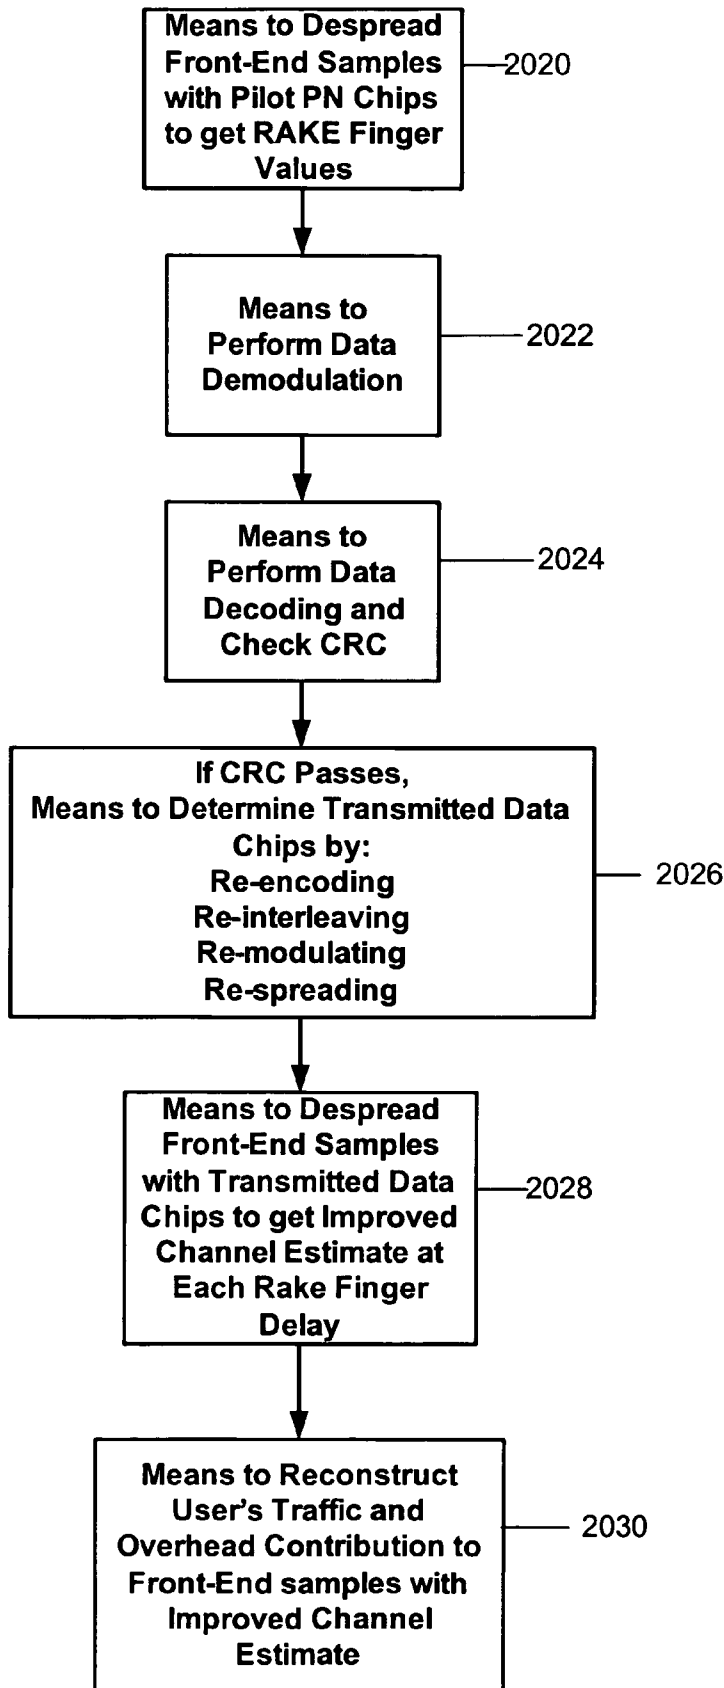 Means to Despread
Front-End Samples
with Pilot PN Chips
to get RAKE Finger
Values
2020
Means to
Perform Data
Demodulation
2022
Means to
Perform Data
Decoding and
Check CRC
2024
If CRC Passes,
Means to Determine Transmitted Data
Chips by:
Re-encoding
Re-interleaving
Re-modulating
Re-spreading
2026
Means to Despread
Front-End Samples
with Transmitted Data
Chips to get Improved
Channel Estimate at
Each Rake Finger
Delay
2028
Means to Reconstruct
User's Traffic and
Overhead Contribution to
Front-End samples with
Improved Channel
Estimate
2030